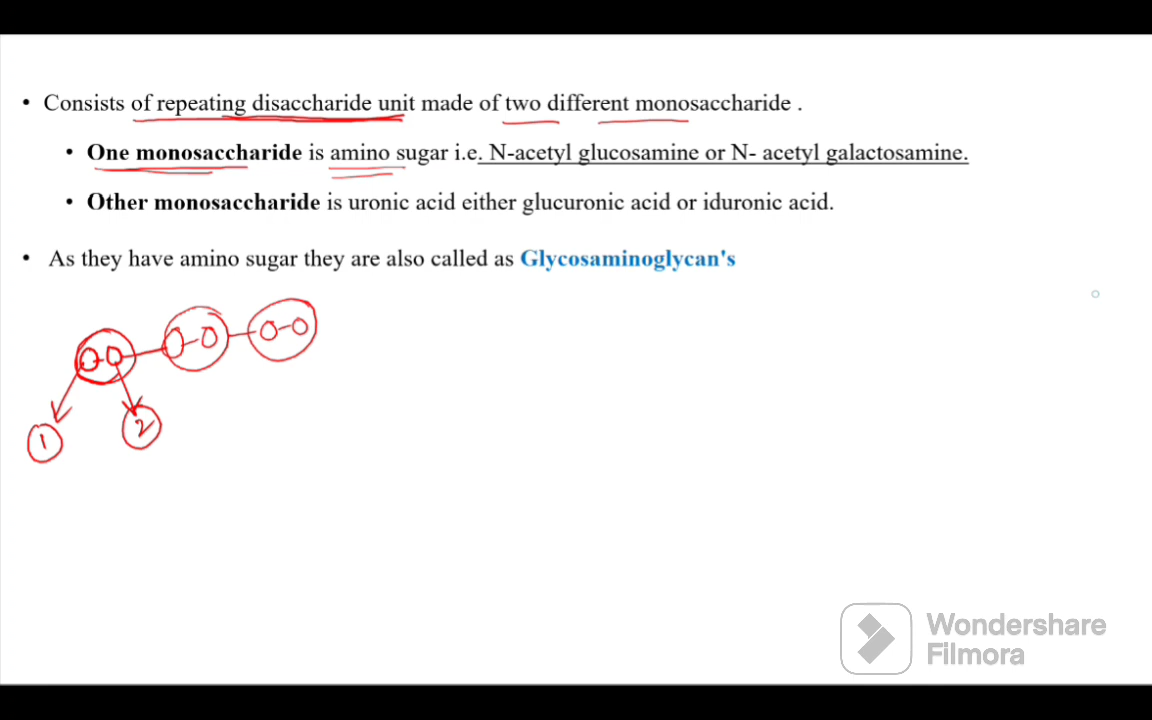 • Consists of repeating disaccharide unit made of two different monosaccharide .
• One monosaccharide is amino sugar i.e. N-acetyl glucosamine or N- acetyl galactosamine.
• Other monosaccharide is uronic acid either glucuronic acid or iduronic acid.
• As they have amino sugar they are also called as Glycosaminoglycan's
1 2
Wondershare
Filmora